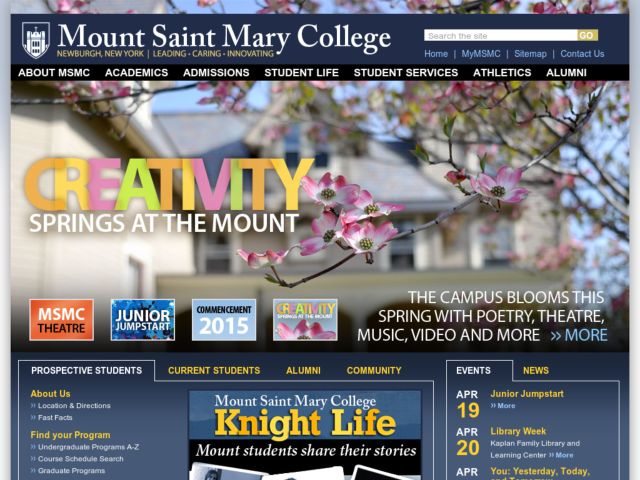 Mount Saint Mary College
NEWBURGH, NEW YORK | LEADING · CARING · INNOVATING
Search the site
GO
Home | MyMSMC | Sitemap | Contact Us
ABOUT MSMC ACADEMICS ADMISSIONS STUDENT LIFE STUDENT SERVICES ATHLETICS ALUMNI
CREATIVITY
SPRINGS AT THE MOUNT
MSMC
THEATRE
JUNIOR
JUMPSTART
COMMENCEMENT
2015
CREATIVITY
SPRINGS AT THE MOUNT
THE CAMPUS BLOOMS THIS
SPRING WITH POETRY, THEATRE,
MUSIC, VIDEO AND MORE » MORE
PROSPECTIVE STUDENTS CURRENT STUDENTS ALUMNI COMMUNITY
About Us
» Location & Directions
» Fast Facts
Find your Program
» Undergraduate Programs A-Z
» Course Schedule Search
» Graduate Programs
Mount Saint Mary College
Knight Life
Mount students share their stories
EVENTS NEWS
APR
19
Junior Jumpstart
» More
APR
20
Library Week
Kaplan Family Library and
Learning Center » More
APR
You: Yesterday, Today,
and Tomorrow